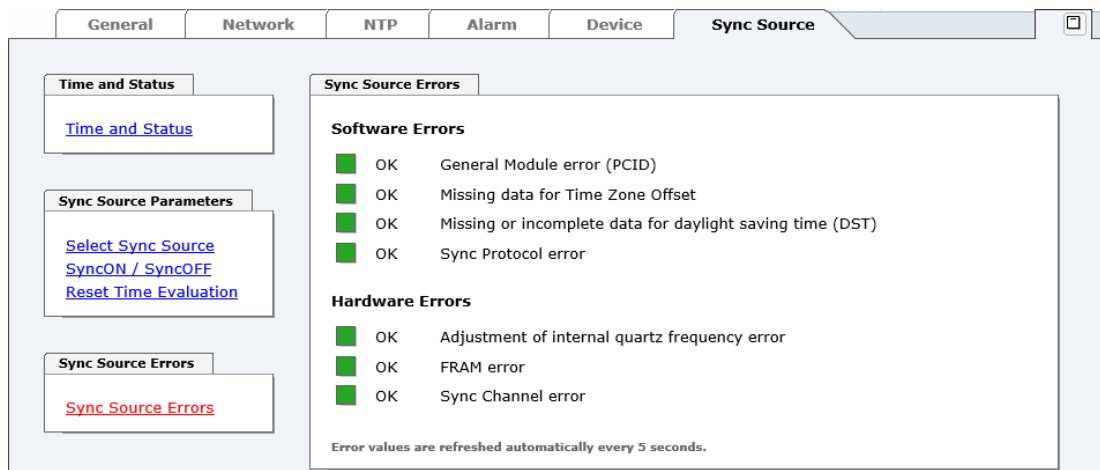 General Network NTP Alarm Device Sync Source
Time and Status
Time and Status
Sync Source Parameters
Select Sync Source
SyncON / SyncOFF
Reset Time Evaluation
Sync Source Errors
Sync Source Errors
Sync Source Errors
Software Errors
OK General Module error (PCID)
OK Missing data for Time Zone Offset
OK Missing or incomplete data for daylight saving time (DST)
OK Sync Protocol error
Hardware Errors
OK Adjustment of internal quartz frequency error
OK FRAM error
OK Sync Channel error
Error values are refreshed automatically every 5 seconds.